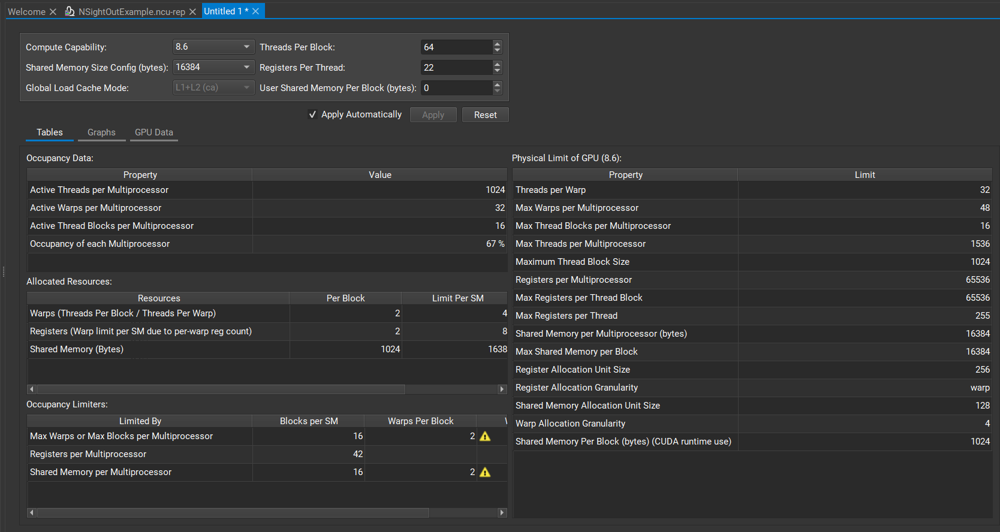 Welcome NSightOutExample.ncu-rep Untitled 1 *
Compute Capability: 8.6 Threads Per Block: 64
Shared Memory Size Config (bytes): 16384 Registers Per Thread: 22
Global Load Cache Mode: L1+L2 (ca) User Shared Memory Per Block (bytes): 0
Apply Automatically Apply Reset
Tables Graphs GPU Data
Occupancy Data:
Property Value
Active Threads per Multiprocessor 1024
Active Warps per Multiprocessor 32
Active Thread Blocks per Multiprocessor 16
Occupancy of each Multiprocessor 67 %
Allocated Resources:
Resources Per Block Limit Per SM
Warps (Threads Per Block / Threads Per Warp) 2 4
Registers (Warp limit per SM due to per-warp reg count) 2 8
Shared Memory (Bytes) 1024 1638
Occupancy Limiters:
Limited By Blocks per SM Warps Per Block
Max Warps or Max Blocks per Multiprocessor 16 2
Registers per Multiprocessor 42
Shared Memory per Multiprocessor 16 2
Physical Limit of GPU (8.6):
Property Limit
Threads per Warp 32
Max Warps per Multiprocessor 48
Max Thread Blocks per Multiprocessor 16
Max Threads per Multiprocessor 1536
Maximum Thread Block Size 1024
Registers per Multiprocessor 65536
Max Registers per Thread Block 65536
Max Registers per Thread 255
Shared Memory per Multiprocessor (bytes) 16384
Max Shared Memory per Block 16384
Register Allocation Unit Size 256
Register Allocation Granularity warp
Shared Memory Allocation Unit Size 128
Warp Allocation Granularity 4
Shared Memory Per Block (bytes) (CUDA runtime use) 1024